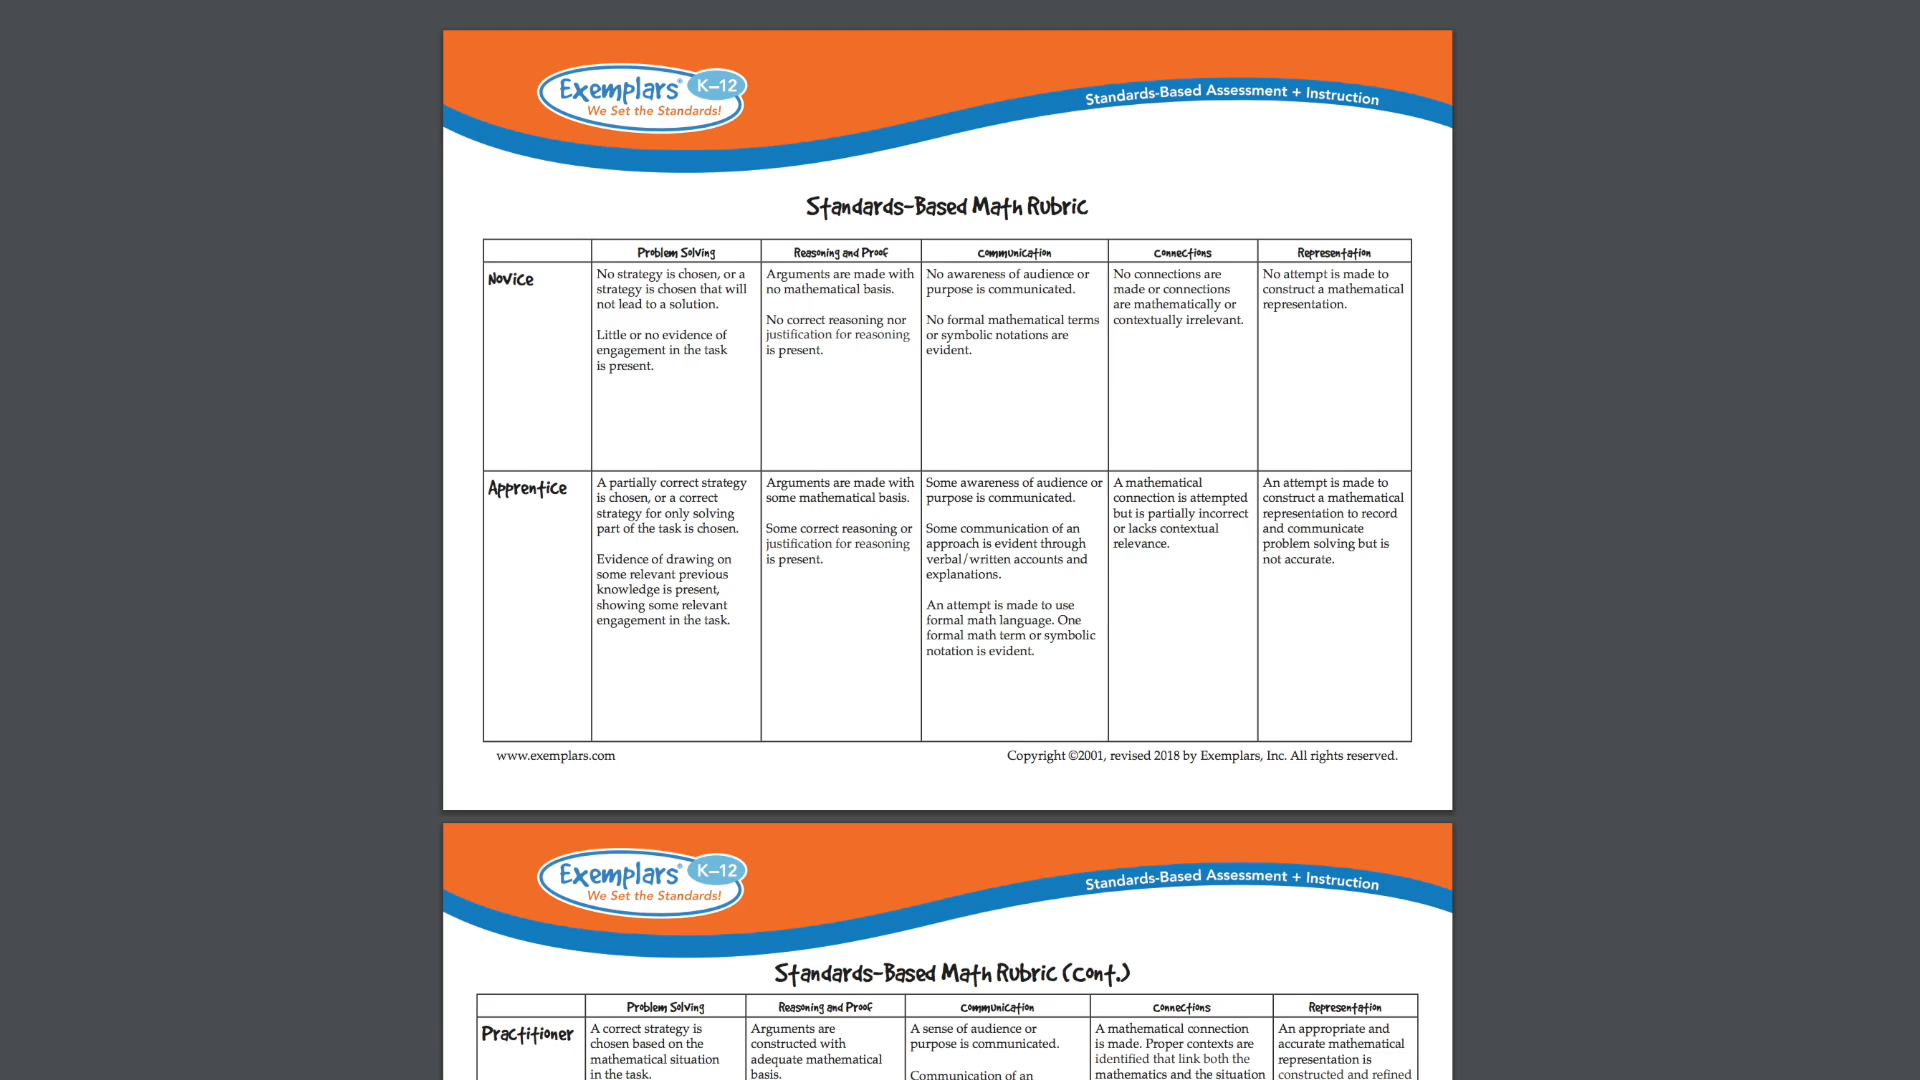 Exemplars® K–12
We Set the Standards!
Standards-Based Assessment + Instruction
Standards-Based Math Rubric
Problem Solving
Reasoning and Proof
Communication
Connections
Representation
Novice
No strategy is chosen, or a
strategy is chosen that will
not lead to a solution.
Little or no evidence of
engagement in the task
is present.
Arguments are made with
no mathematical basis.
No correct reasoning nor
justification for reasoning
is present.
No awareness of audience or
purpose is communicated.
No formal mathematical terms
or symbolic notations are
evident.
No connections are
made or connections
are mathematically or
contextually irrelevant.
No attempt is made to
construct a mathematical
representation.
Apprentice
A partially correct strategy
is chosen, or a correct
strategy for only solving
part of the task is chosen.
Evidence of drawing on
some relevant previous
knowledge is present,
showing some relevant
engagement in the task.
Arguments are made with
some mathematical basis.
Some correct reasoning or
justification for reasoning
is present.
Some awareness of audience or
purpose is communicated.
Some communication of an
approach is evident through
verbal/written accounts and
explanations.
An attempt is made to use
formal math language. One
formal math term or symbolic
notation is evident.
A mathematical
connection is attempted
but is partially incorrect
or lacks contextual
relevance.
An attempt is made to
construct a mathematical
representation to record
and communicate
problem solving but is
not accurate.
www.exemplars.com
Copyright ©2001, revised 2018 by Exemplars, Inc. All rights reserved.
Exemplars® K–12
We Set the Standards!
Standards-Based Assessment + Instruction
Standards-Based Math Rubric (Cont.)
Problem Solving
Reasoning and Proof
Communication
Connections
Representation
Practitioner
A correct strategy is
chosen based on the
mathematical situation
in the task.
Arguments are
constructed with
adequate mathematical
basis.
A sense of audience or
purpose is communicated.
Communication of an
A mathematical connection
is made. Proper contexts are
identified that link both the
mathematics and the situation
An appropriate and
accurate mathematical
representation is
constructed and refined